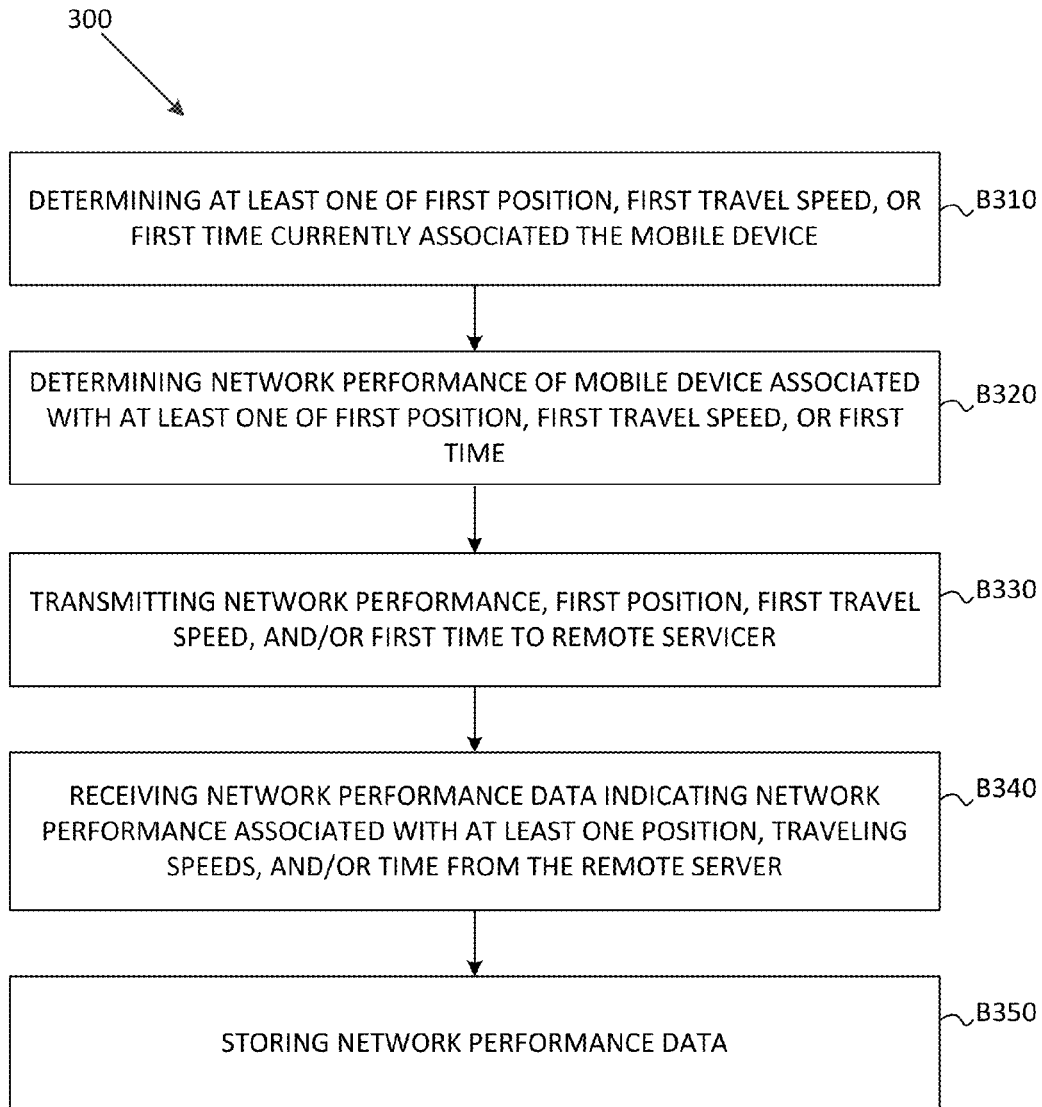 300
DETERMINING AT LEAST ONE OF FIRST POSITION, FIRST TRAVEL SPEED, OR
FIRST TIME CURRENTLY ASSOCIATED THE MOBILE DEVICE
B310
DETERMINING NETWORK PERFORMANCE OF MOBILE DEVICE ASSOCIATED
WITH AT LEAST ONE OF FIRST POSITION, FIRST TRAVEL SPEED, OR FIRST
TIME
B320
TRANSMITTING NETWORK PERFORMANCE, FIRST POSITION, FIRST TRAVEL
SPEED, AND/OR FIRST TIME TO REMOTE SERVICER
B330
RECEIVING NETWORK PERFORMANCE DATA INDICATING NETWORK
PERFORMANCE ASSOCIATED WITH AT LEAST ONE POSITION, TRAVELING
SPEEDS, AND/OR TIME FROM THE REMOTE SERVER
B340
STORING NETWORK PERFORMANCE DATA
B350